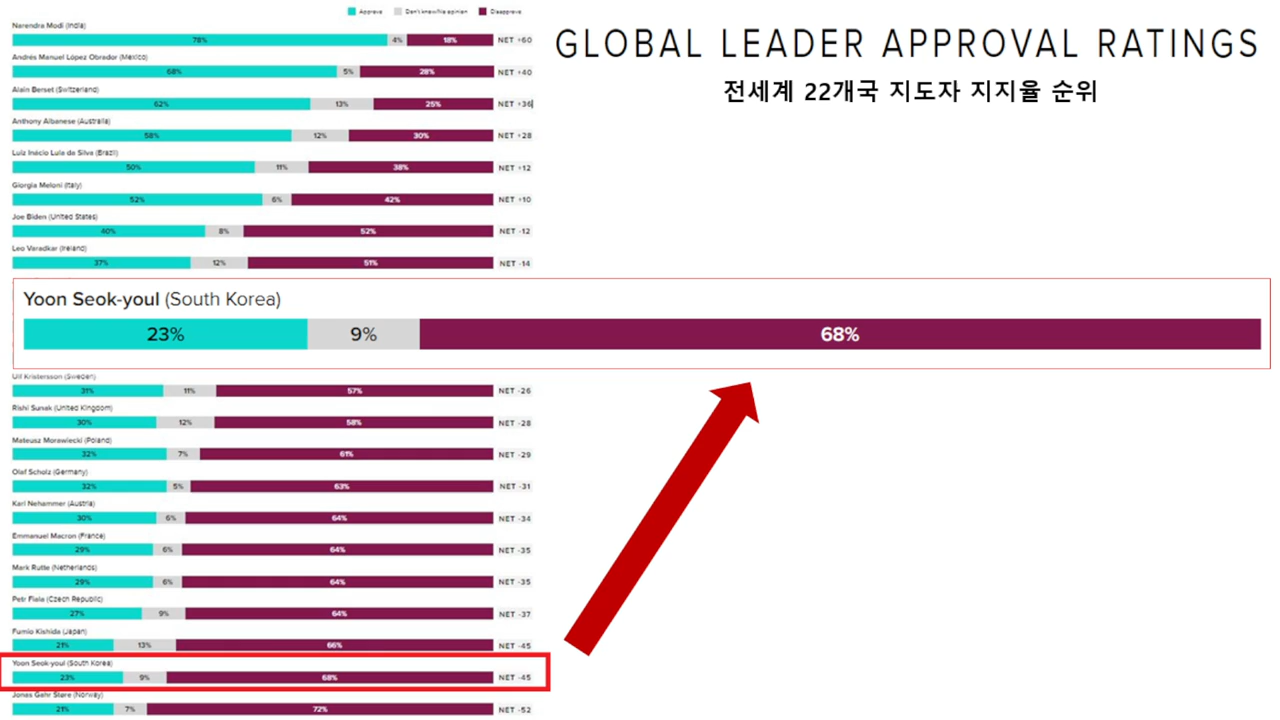 Approve Don't know/No opinion Disapprove
GLOBAL LEADER APPROVAL RATINGS
전세계 22개국 지도자 지지율 순위
Narendra Modi (India)
78% 4% 18% NET +60
Andrés Manuel López Obrador (Mexico)
68% 5% 28% NET +40
Alain Berset (Switzerland)
62% 13% 25% NET +36
Anthony Albanese (Australia)
58% 12% 30% NET +28
Luiz Inácio Lula da Silva (Brazil)
50% 11% 38% NET +12
Giorgia Meloni (Italy)
52% 6% 42% NET +10
Joe Biden (United States)
40% 8% 52% NET -12
Leo Varadkar (Ireland)
37% 12% 51% NET -14
Yoon Seok-youl (South Korea)
23% 9% 68%
Ulf Kristersson (Sweden)
31% 11% 57% NET -26
Rishi Sunak (United Kingdom)
30% 12% 58% NET -28
Mateusz Morawiecki (Poland)
32% 7% 61% NET -29
Olaf Scholz (Germany)
32% 5% 63% NET -31
Karl Nehammer (Austria)
30% 6% 64% NET -34
Emmanuel Macron (France)
29% 6% 64% NET -35
Mark Rutte (Netherlands)
29% 6% 64% NET -35
Petr Fiala (Czech Republic)
27% 9% 64% NET -37
Fumio Kishida (Japan)
21% 13% 66% NET -45
Yoon Seok-youl (South Korea)
23% 9% 68% NET -45
Jonas Gahr Støre (Norway)
21% 7% 72% NET -52